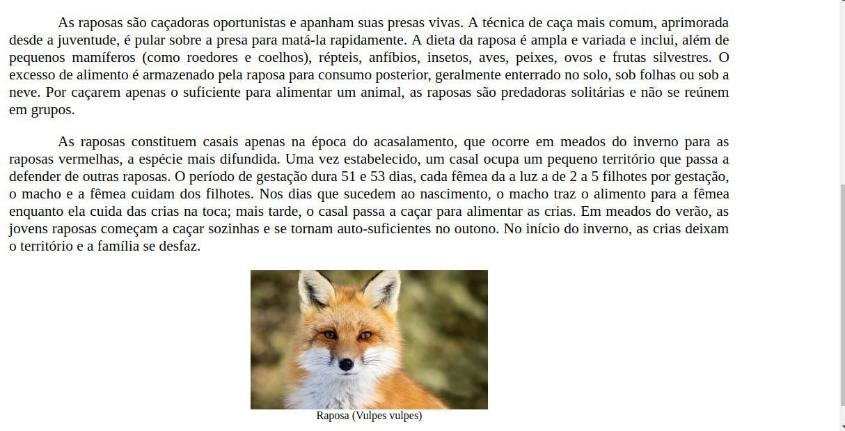 As raposas são caçadoras oportunistas e apanham suas presas vivas. A técnica de caça mais comum, aprimorada
desde a juventude, é pular sobre a presa para matá-la rapidamente. A dieta da raposa é ampla e variada e inclui, além de
pequenos mamíferos (como roedores e coelhos), répteis, anfíbios, insetos, aves, peixes, ovos e frutas silvestres. O
excesso de alimento é armazenado pela raposa para consumo posterior, geralmente enterrado no solo, sob folhas ou sob a
neve. Por caçarem apenas o suficiente para alimentar um animal, as raposas são predadoras solitárias e não se reúnem
em grupos.
As raposas constituem casais apenas na época do acasalamento, que ocorre em meados do inverno para as
raposas vermelhas, a espécie mais difundida. Uma vez estabelecido, um casal ocupa um pequeno território que passa a
defender de outras raposas. O período de gestação dura 51 e 53 dias, cada fêmea da a luz a de 2 a 5 filhotes por gestação,
o macho e a fêmea cuidam dos filhotes. Nos dias que sucedem ao nascimento, o macho traz o alimento para a fêmea
enquanto ela cuida das crias na toca; mais tarde, o casal passa a caçar para alimentar as crias. Em meados do verão, as
jovens raposas começam a caçar sozinhas e se tornam auto-suficientes no outono. No início do inverno, as crias deixam
o território e a família se desfaz.
Raposa (Vulpes vulpes)